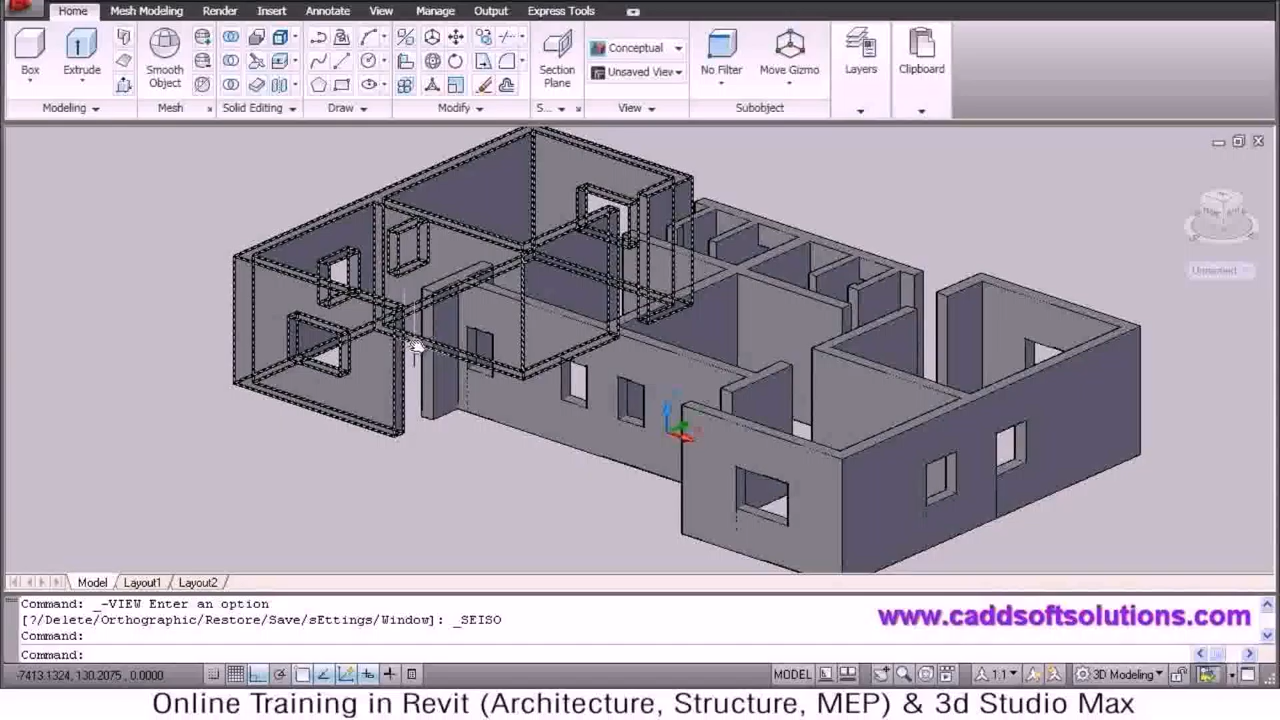 Home Mesh Modeling Render Insert Annotate View Manage Output Express Tools
Box
Extrude
Smooth
Object
Section
Plane
Conceptual
Unsaved View
No Filter
Move Gizmo
Layers
Clipboard
Modeling
Mesh
Solid Editing
Draw
Modify
S...
View
Subobject
Unnamed
Model Layout1 Layout2
Command: _-VIEW Enter an option
[?/Delete/Orthographic/Restore/Save/sEttings/Window]: _SEISO
Command:
Command:
www.caddsoftsolutions.com
-7413.1324, 130.2075, 0.0000
MODEL
1:1
3D Modeling
Online Training in Revit (Architecture, Structure, MEP) & 3d Studio Max